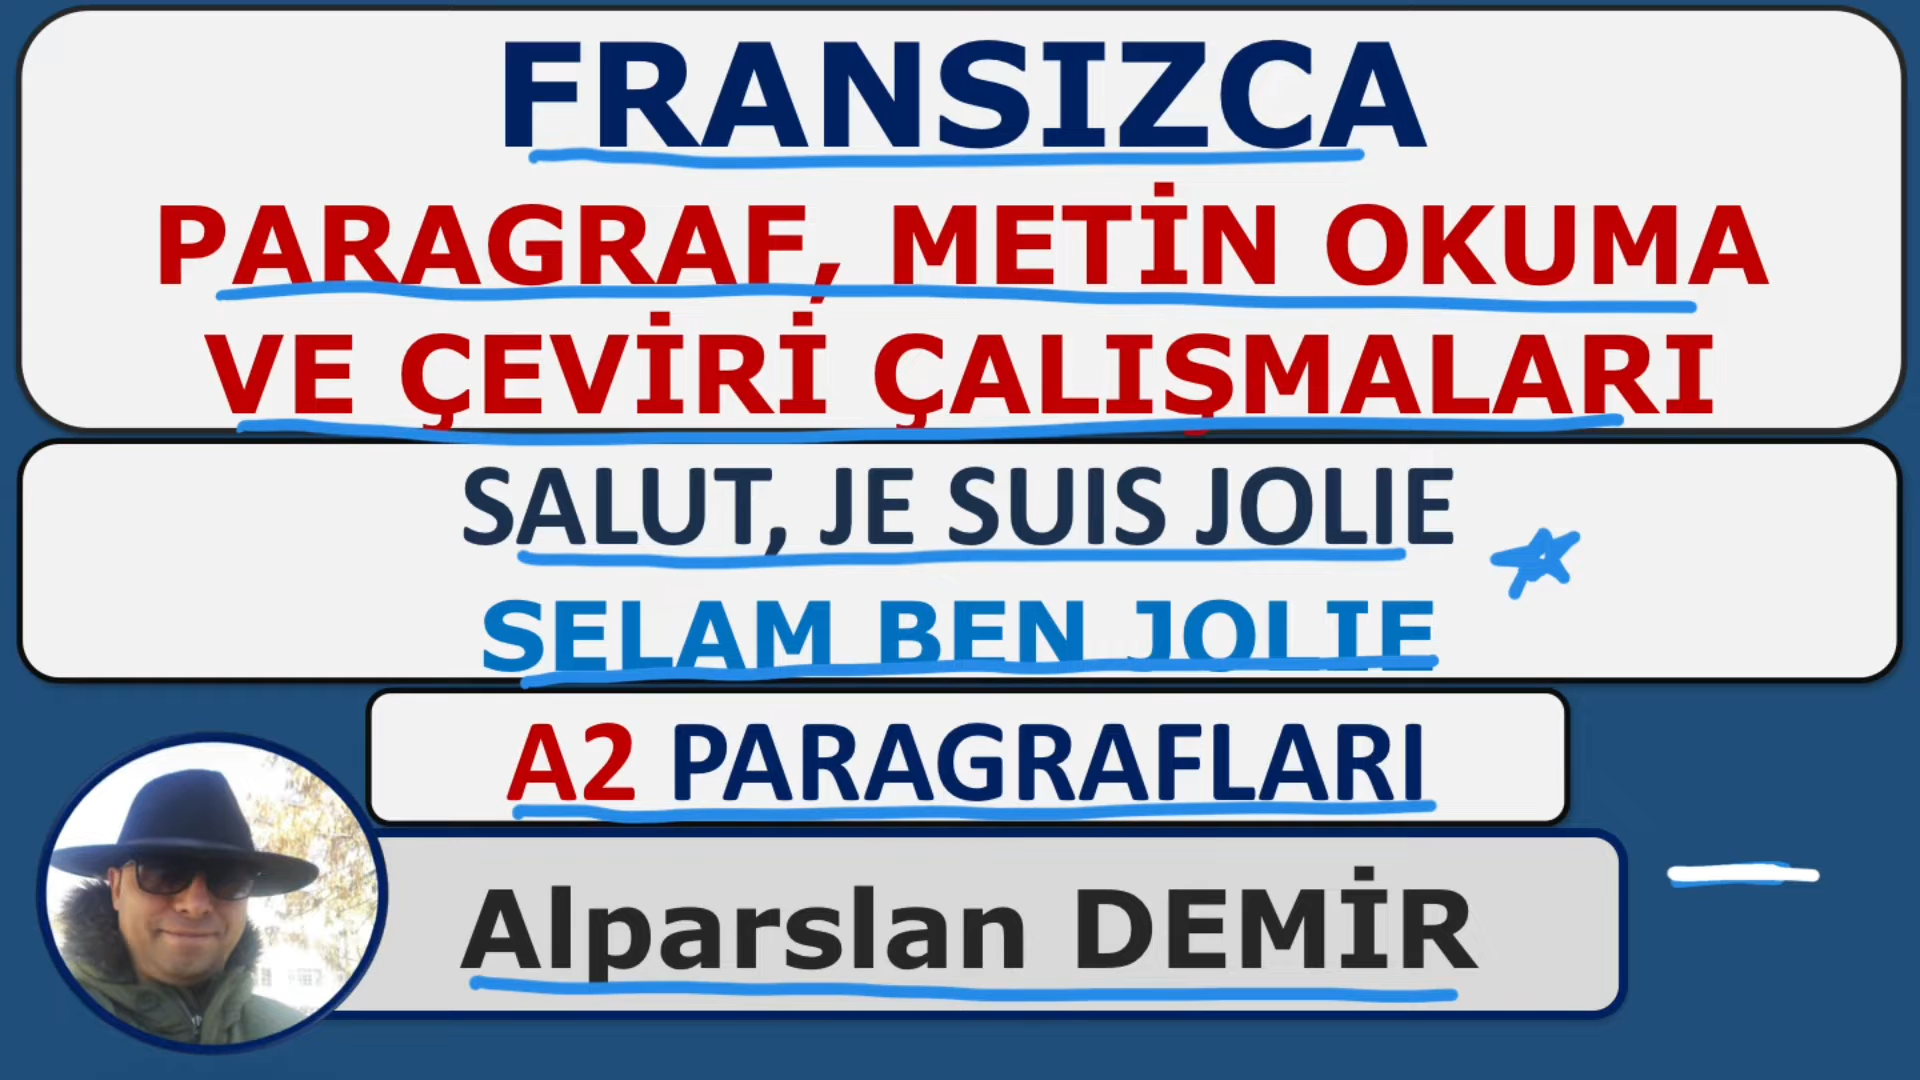 FRANSIZCA
PARAGRAF, METİN OKUMA
VE ÇEVİRİ ÇALIŞMALARI
SALUT, JE SUIS JOLIE
SELAM BEN JOLIE
A2 PARAGRAFLARI
Alparslan DEMİR